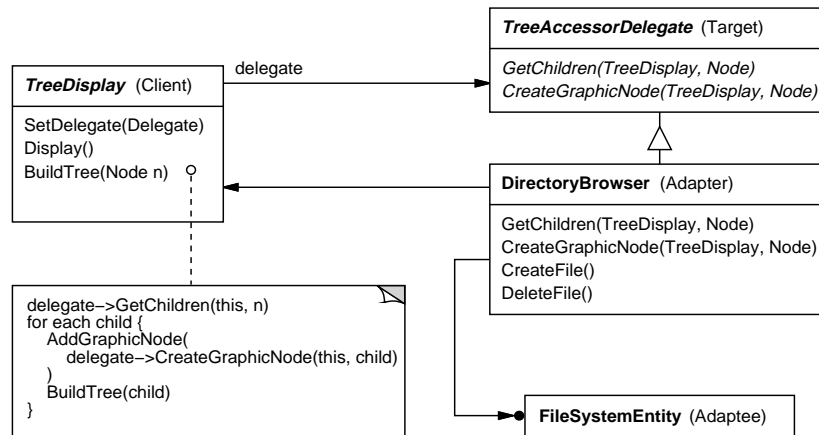 TreeAccessorDelegate (Target)
GetChildren(TreeDisplay, Node)
CreateGraphicNode(TreeDisplay, Node)
delegate
TreeDisplay (Client)
SetDelegate(Delegate)
Display()
BuildTree(Node n)
DirectoryBrowser (Adapter)
GetChildren(TreeDisplay, Node)
CreateGraphicNode(TreeDisplay, Node)
CreateFile()
DeleteFile()
delegate−>GetChildren(this, n)
for each child {
AddGraphicNode(
delegate−>CreateGraphicNode(this, child)
)
BuildTree(child)
}
FileSystemEntity (Adaptee)